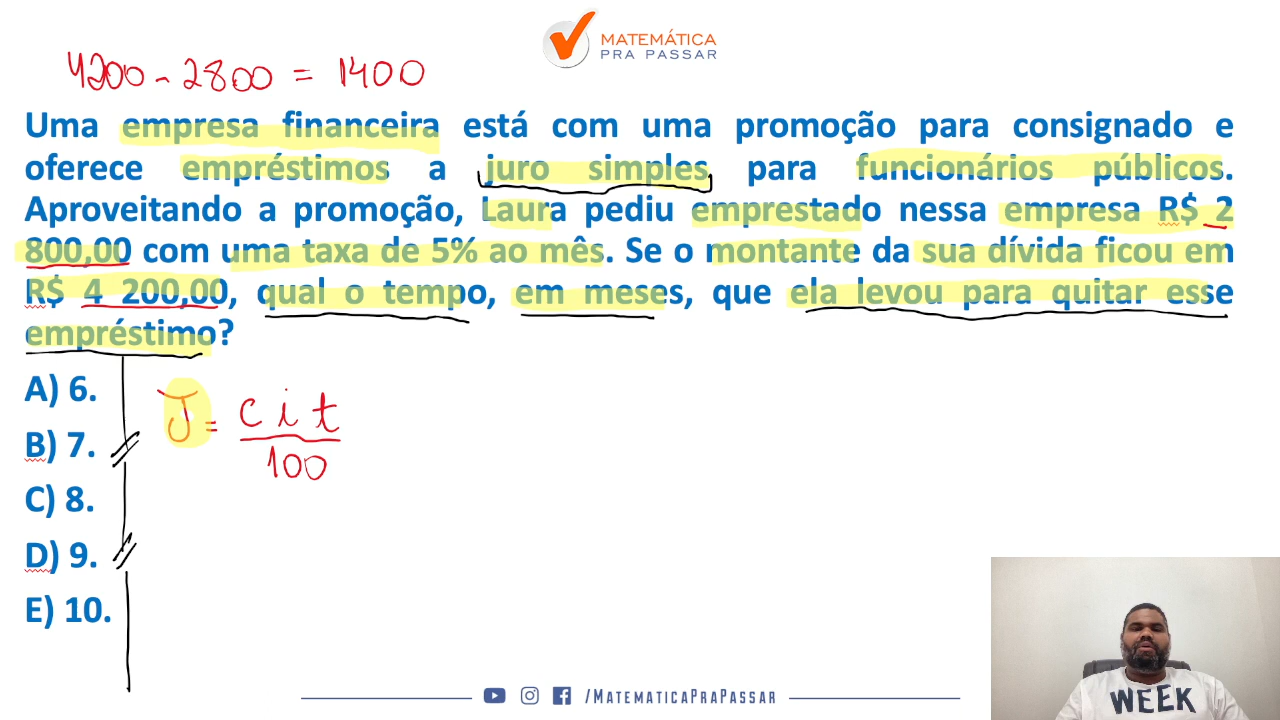 MATEMÁTICA
PRA PASSAR
4200 - 2800 = 1400
Uma empresa financeira está com uma promoção para consignado e
oferece empréstimos a juro simples para funcionários públicos.
Aproveitando a promoção, Laura pediu emprestado nessa empresa R$ 2
800,00 com uma taxa de 5% ao mês. Se o montante da sua dívida ficou em
R$ 4 200,00, qual o tempo, em meses, que ela levou para quitar esse
empréstimo?
A) 6.
B) 7.
C) 8.
D) 9.
E) 10.
J = c i t
100
/MATEMATICAPRAPASSAR
WEEK